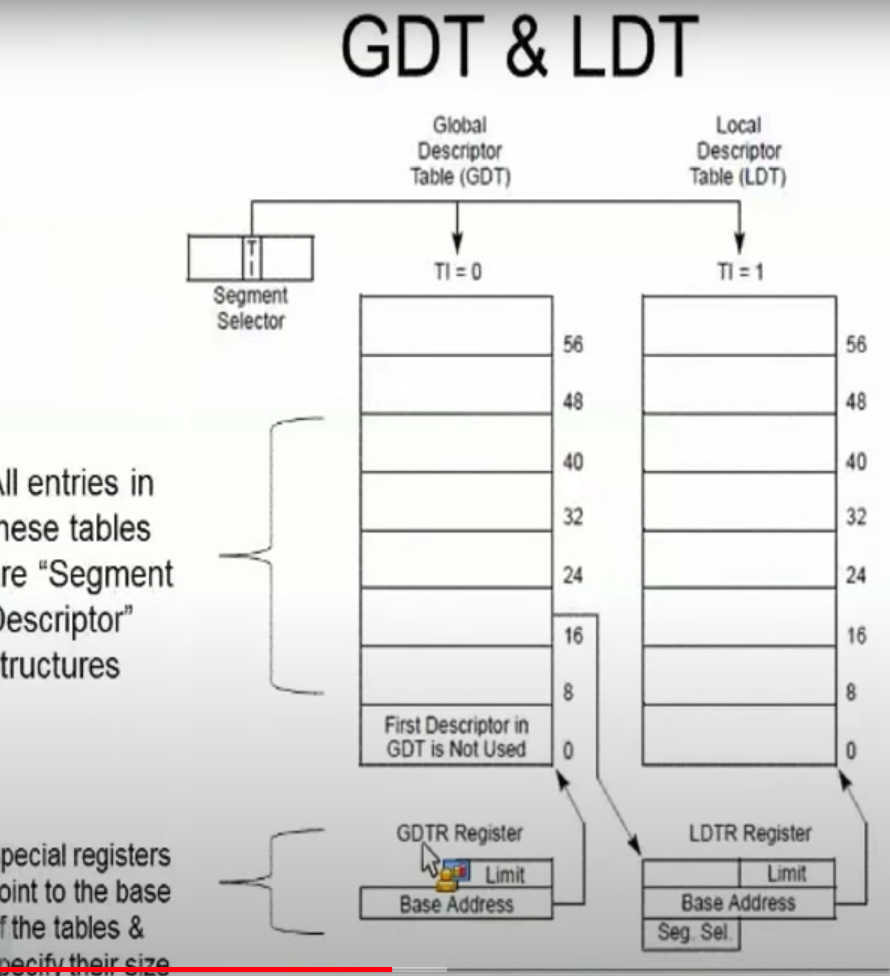 GDT & LDT
Global
Descriptor
Table (GDT)
Local
Descriptor
Table (LDT)
T
I
Segment
Selector
TI = 0
TI = 1
56
48
40
32
24
16
8
0
56
48
40
32
24
16
8
0
First Descriptor in
GDT is Not Used
ll entries in
hese tables
re “Segment
Descriptor”
tructures
GDTR Register
Limit
Base Address
LDTR Register
Limit
Base Address
Seg. Sel.
pecial registers
oint to the base
f the tables &
pecify their size